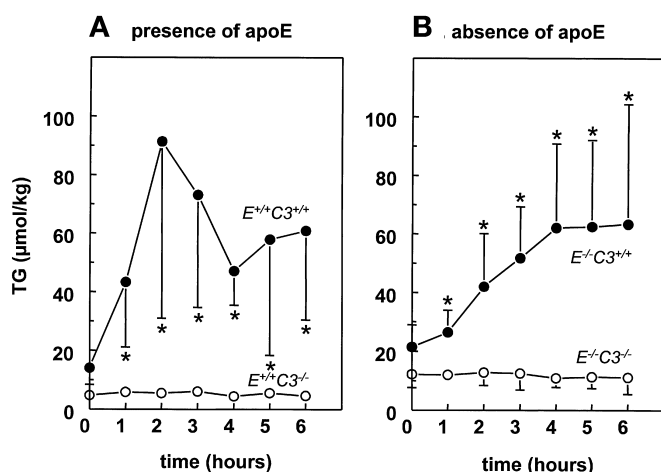 A presence of apoE
B absence of apoE
TG (µmol/kg)
100
80
60
40
20
0
E+/+C3+/+
E+/+C3-/-
0 1 2 3 4 5 6
time (hours)
100
80
60
40
20
0
E-/-C3+/+
E-/-C3-/-
0 1 2 3 4 5 6
time (hours)